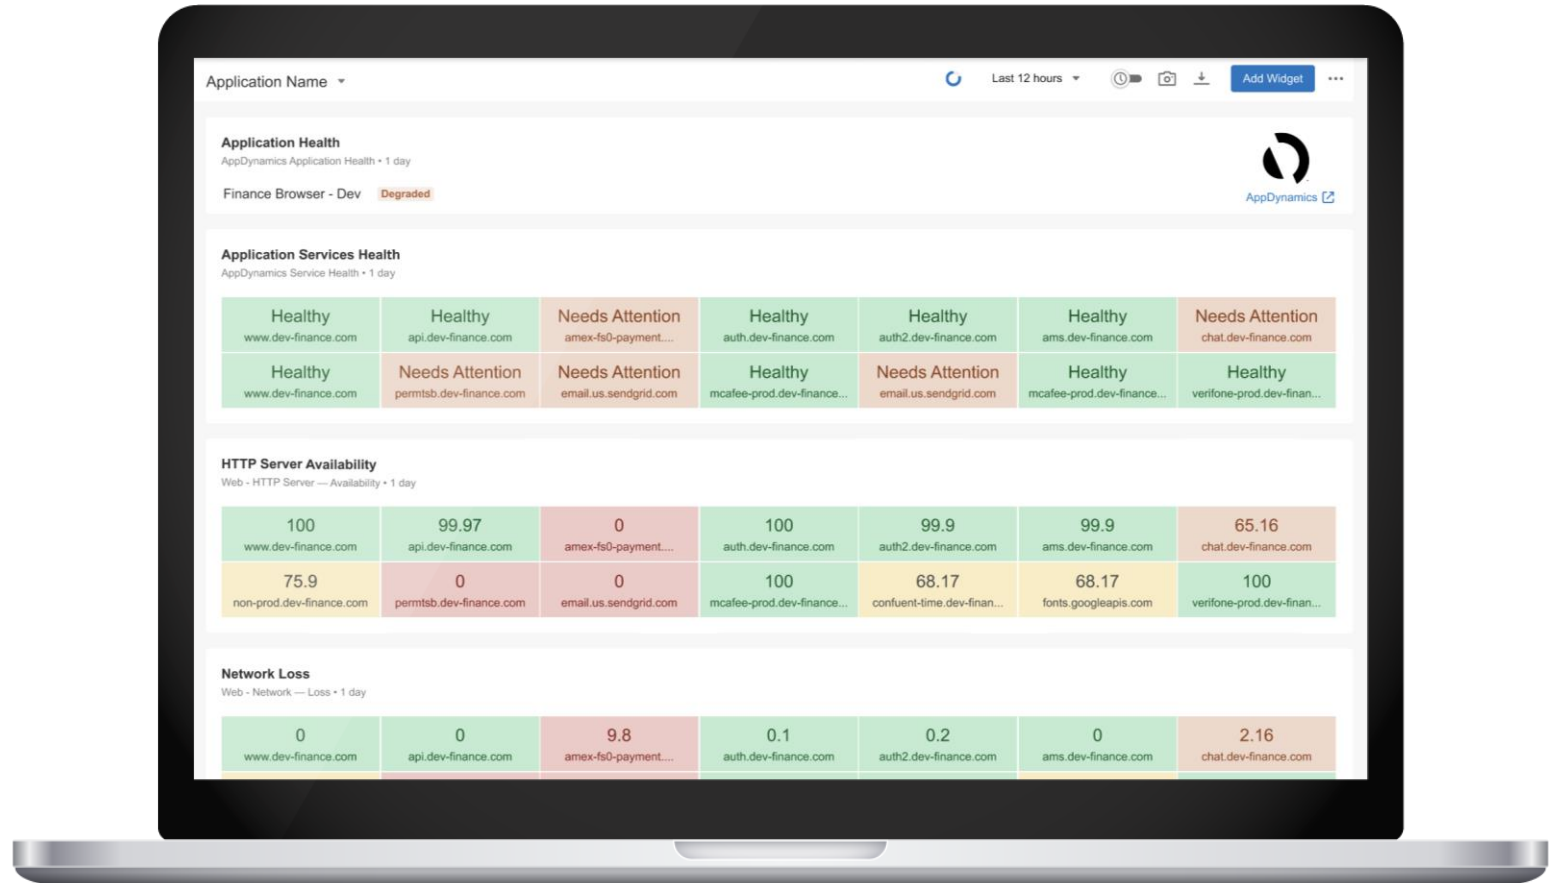 Application Name
Last 12 hours
Add Widget
Application Health
AppDynamics Application Health • 1 day
Finance Browser - Dev Degraded
AppDynamics
Application Services Health
AppDynamics Service Health • 1 day
Healthy Healthy Needs Attention Healthy Healthy Healthy Needs Attention
www.dev-finance.com api.dev-finance.com amex-fs0-payment.... auth.dev-finance.com auth2.dev-finance.com ams.dev-finance.com chat.dev-finance.com
Healthy Needs Attention Needs Attention Healthy Needs Attention Healthy Healthy
www.dev-finance.com permtsb.dev-finance.com email.us.sendgrid.com mcafee-prod.dev-finance... email.us.sendgrid.com mcafee-prod.dev-finance... verifone-prod.dev-finan...
HTTP Server Availability
Web - HTTP Server — Availability • 1 day
100 99.97 0 100 99.9 99.9 65.16
www.dev-finance.com api.dev-finance.com amex-fs0-payment.... auth.dev-finance.com auth2.dev-finance.com ams.dev-finance.com chat.dev-finance.com
75.9 0 0 100 68.17 68.17 100
non-prod.dev-finance.com permtsb.dev-finance.com email.us.sendgrid.com mcafee-prod.dev-finance... confuent-time.dev-finan... fonts.googleapis.com verifone-prod.dev-finan...
Network Loss
Web - Network — Loss • 1 day
0 0 9.8 0.1 0.2 0 2.16
www.dev-finance.com api.dev-finance.com amex-fs0-payment.... auth.dev-finance.com auth2.dev-finance.com ams.dev-finance.com chat.dev-finance.com